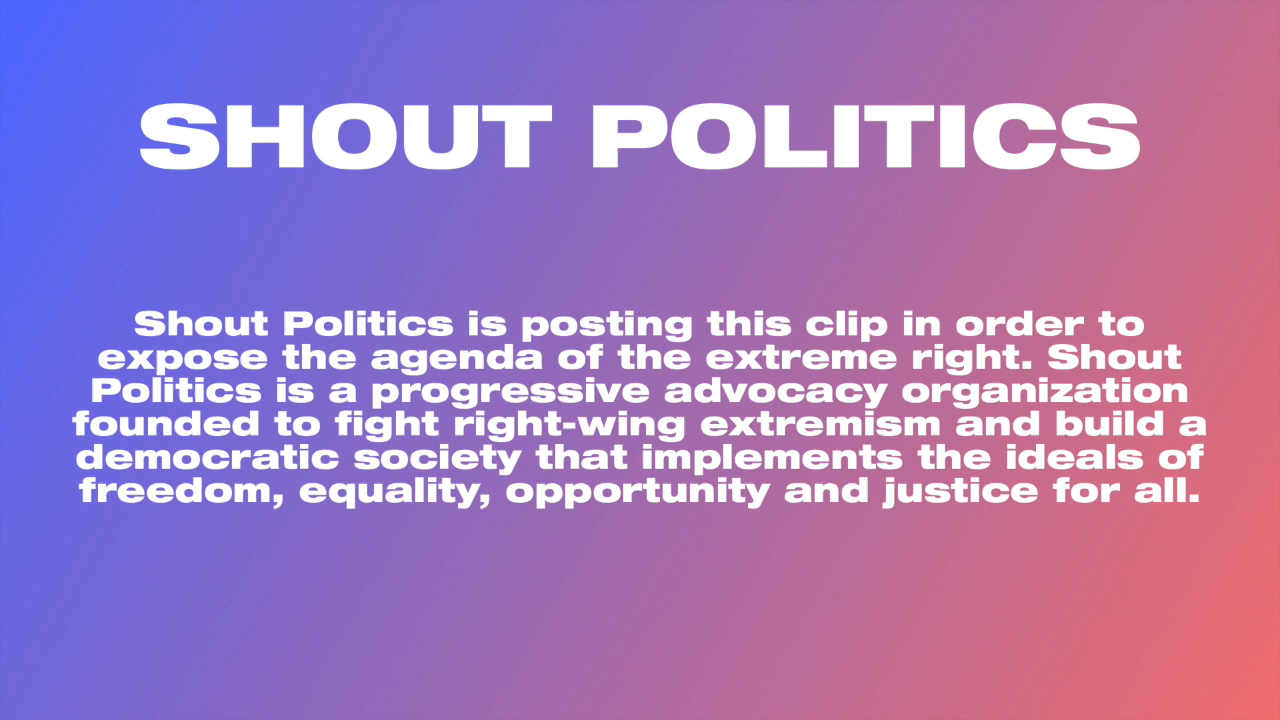 SHOUT POLITICS
Shout Politics is posting this clip in order to
expose the agenda of the extreme right. Shout
Politics is a progressive advocacy organization
founded to fight right-wing extremism and build a
democratic society that implements the ideals of
freedom, equality, opportunity and justice for all.